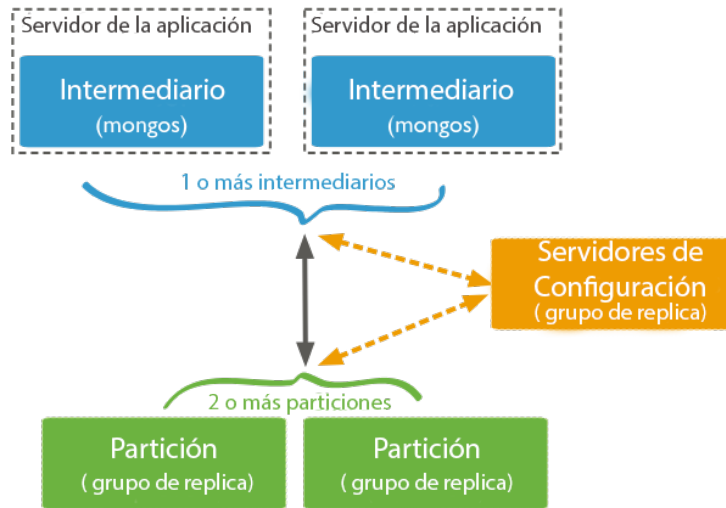 Servidor de la aplicación
Servidor de la aplicación
Intermediario
(mongos)
Intermediario
(mongos)
1 o más intermediarios
Servidores de
Configuración
( grupo de replica)
2 o más particiones
Partición
( grupo de replica)
Partición
( grupo de replica)